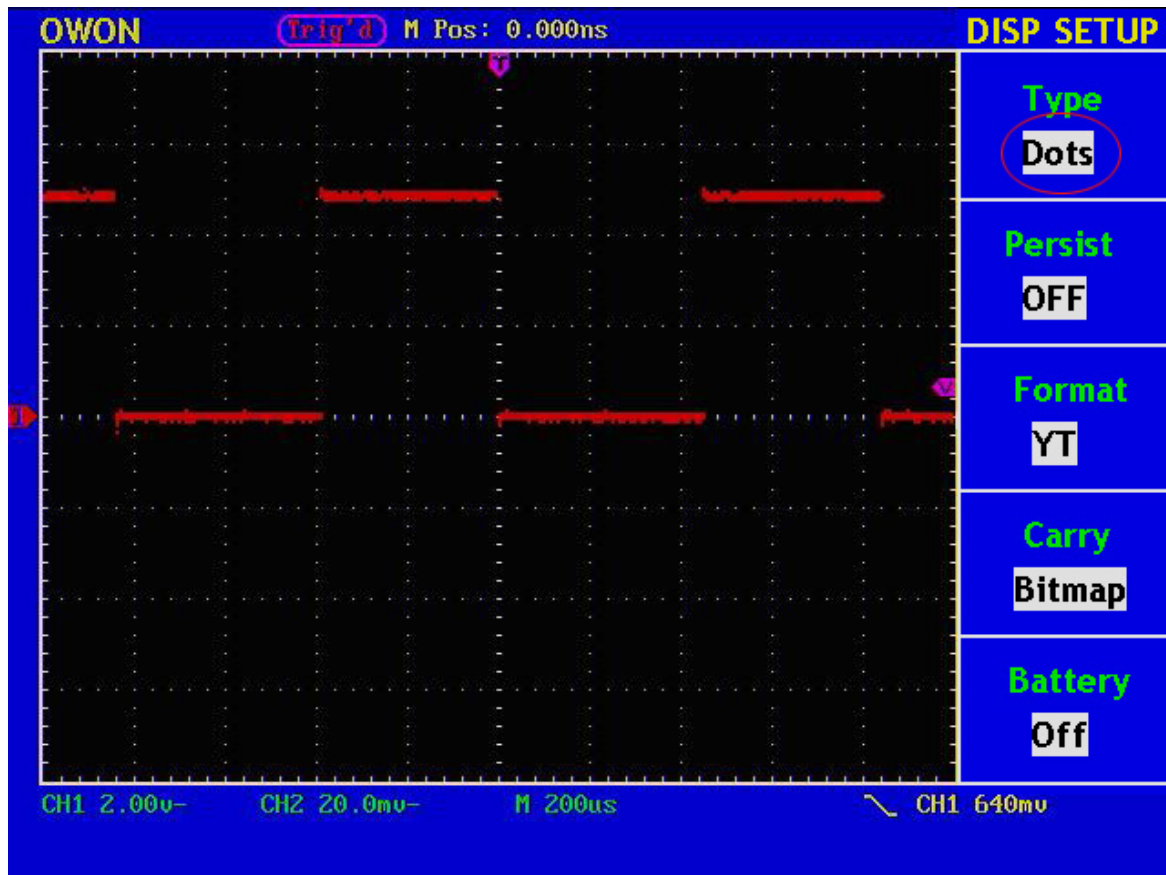 OWON Trig'd M Pos: 0.000ns DISP SETUP
T
Type
Dots
Persist
OFF
Format
YT
1
Carry
Bitmap
Battery
Off
CH1 2.00v- CH2 20.0mv- M 200us CH1 640mv